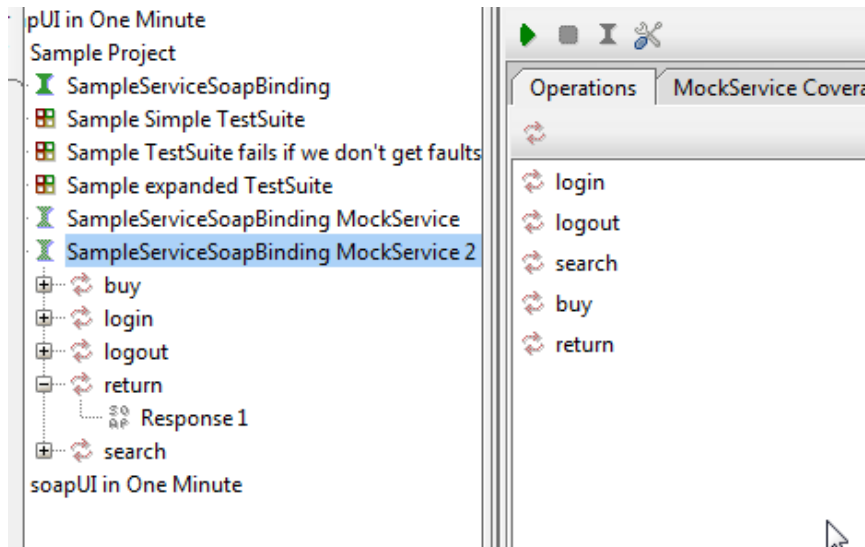 pUI in One Minute
Sample Project
SampleServiceSoapBinding
Sample Simple TestSuite
Sample TestSuite fails if we don't get faults
Sample expanded TestSuite
SampleServiceSoapBinding MockService
SampleServiceSoapBinding MockService 2
buy
login
logout
return
Response 1
search
soapUI in One Minute
Operations
MockService Covera
login
logout
search
buy
return